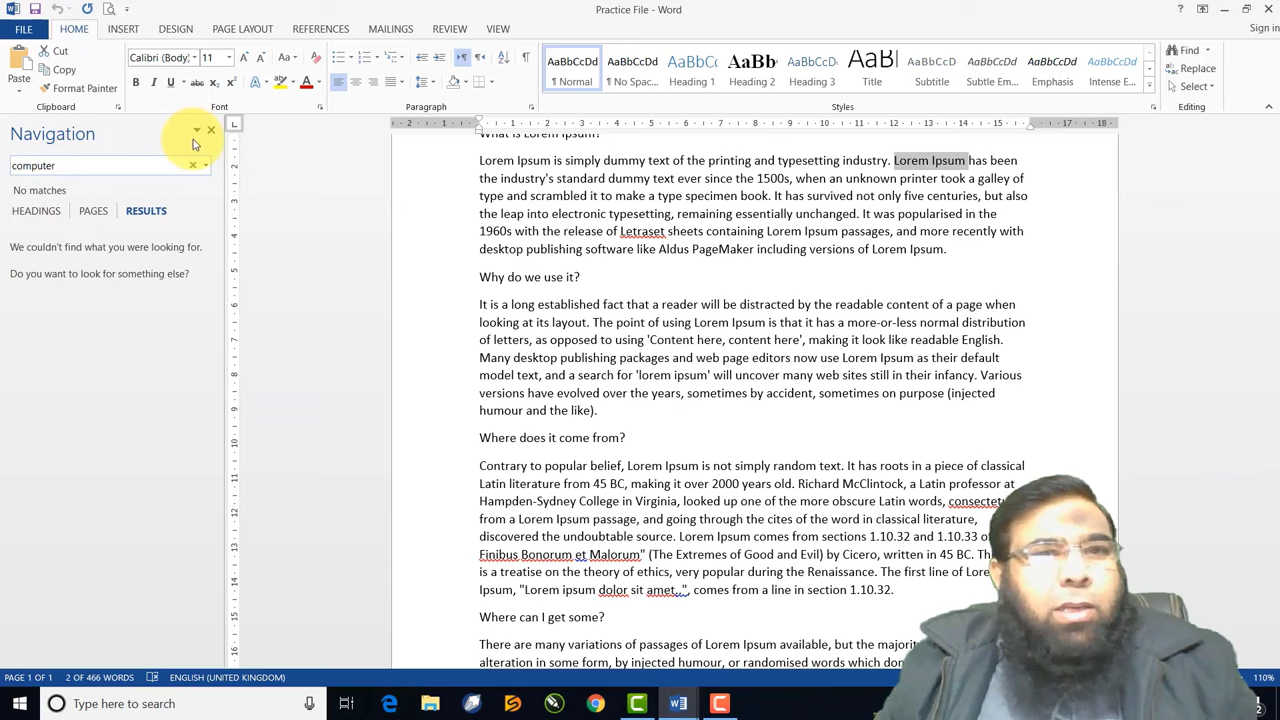 Practice File - Word
Sign in
FILE HOME INSERT DESIGN PAGE LAYOUT REFERENCES MAILINGS REVIEW VIEW
Paste
Cut
Copy
Format Painter
Clipboard
Calibri (Body) 11
Font
Paragraph
AaBbCcDd AaBbCcDd AaBbCc AaBb AaBbCcD AaBl AaBbCcD AaBbCcDd AaBbCcDd
¶ Normal ¶ No Spac... Heading 1 Heading 2 Heading 3 Title Subtitle Subtle Em... Emphasis
Styles
Find
Replace
Select
Editing
Navigation
computer
No matches
HEADINGS PAGES RESULTS
We couldn't find what you were looking for.
Do you want to look for something else?
What is Lorem Ipsum?
Lorem Ipsum is simply dummy text of the printing and typesetting industry. Lorem Ipsum has been
the industry's standard dummy text ever since the 1500s, when an unknown printer took a galley of
type and scrambled it to make a type specimen book. It has survived not only five centuries, but also
the leap into electronic typesetting, remaining essentially unchanged. It was popularised in the
1960s with the release of Letraset sheets containing Lorem Ipsum passages, and more recently with
desktop publishing software like Aldus PageMaker including versions of Lorem Ipsum.
Why do we use it?
It is a long established fact that a reader will be distracted by the readable content of a page when
looking at its layout. The point of using Lorem Ipsum is that it has a more-or-less normal distribution
of letters, as opposed to using 'Content here, content here', making it look like readable English.
Many desktop publishing packages and web page editors now use Lorem Ipsum as their default
model text, and a search for 'lorem ipsum' will uncover many web sites still in their infancy. Various
versions have evolved over the years, sometimes by accident, sometimes on purpose (injected
humour and the like).
Where does it come from?
Contrary to popular belief, Lorem Ipsum is not simply random text. It has roots in a piece of classical
Latin literature from 45 BC, making it over 2000 years old. Richard McClintock, a Latin professor at
Hampden-Sydney College in Virginia, looked up one of the more obscure Latin words, consectetu
from a Lorem Ipsum passage, and going through the cites of the word in classical literature,
discovered the undoubtable source. Lorem Ipsum comes from sections 1.10.32 and 1.10.33 o
Finibus Bonorum et Malorum" (The Extremes of Good and Evil) by Cicero, written in 45 BC. Th
is a treatise on the theory of ethics, very popular during the Renaissance. The first line of Lore
Ipsum, "Lorem ipsum dolor sit amet..", comes from a line in section 1.10.32.
Where can I get some?
There are many variations of passages of Lorem Ipsum available, but the majori
alteration in some form, by injected humour, or randomised words which don
PAGE 1 OF 1 2 OF 466 WORDS ENGLISH (UNITED KINGDOM) 110%
Type here to search